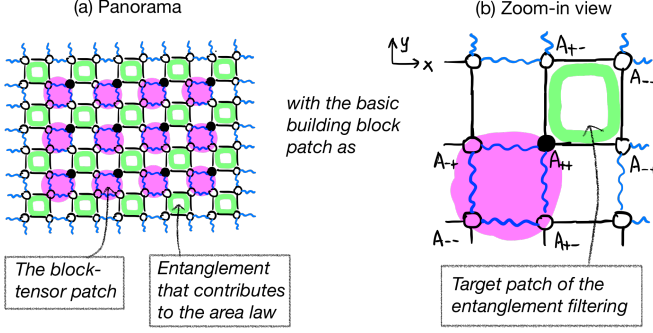 (a) Panorama
(b) Zoom-in view
y
x
A+-
A--
with the basic
building block
patch as
A-+
A++
A-+
A--
A+-
The block-
tensor patch
Entanglement
that contributes
to the area law
Target patch of the
entanglement filtering